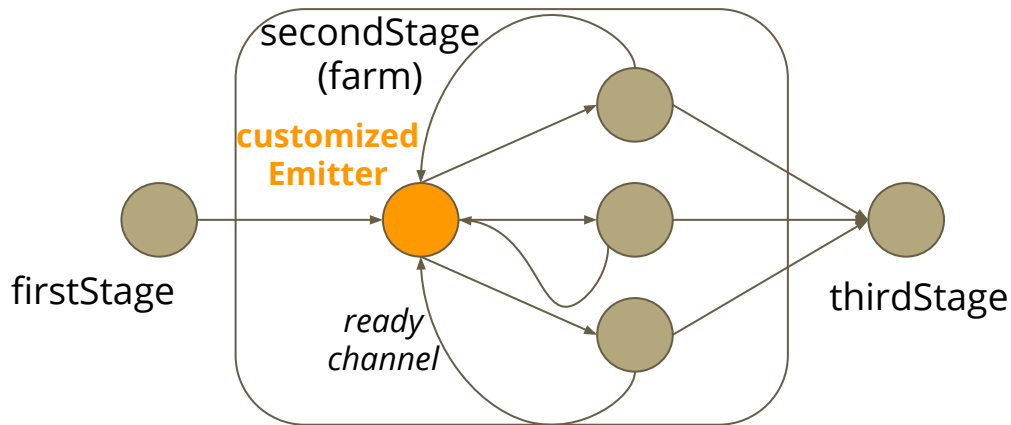 secondStage
(farm)
customized
Emitter
firstStage
ready
channel
thirdStage